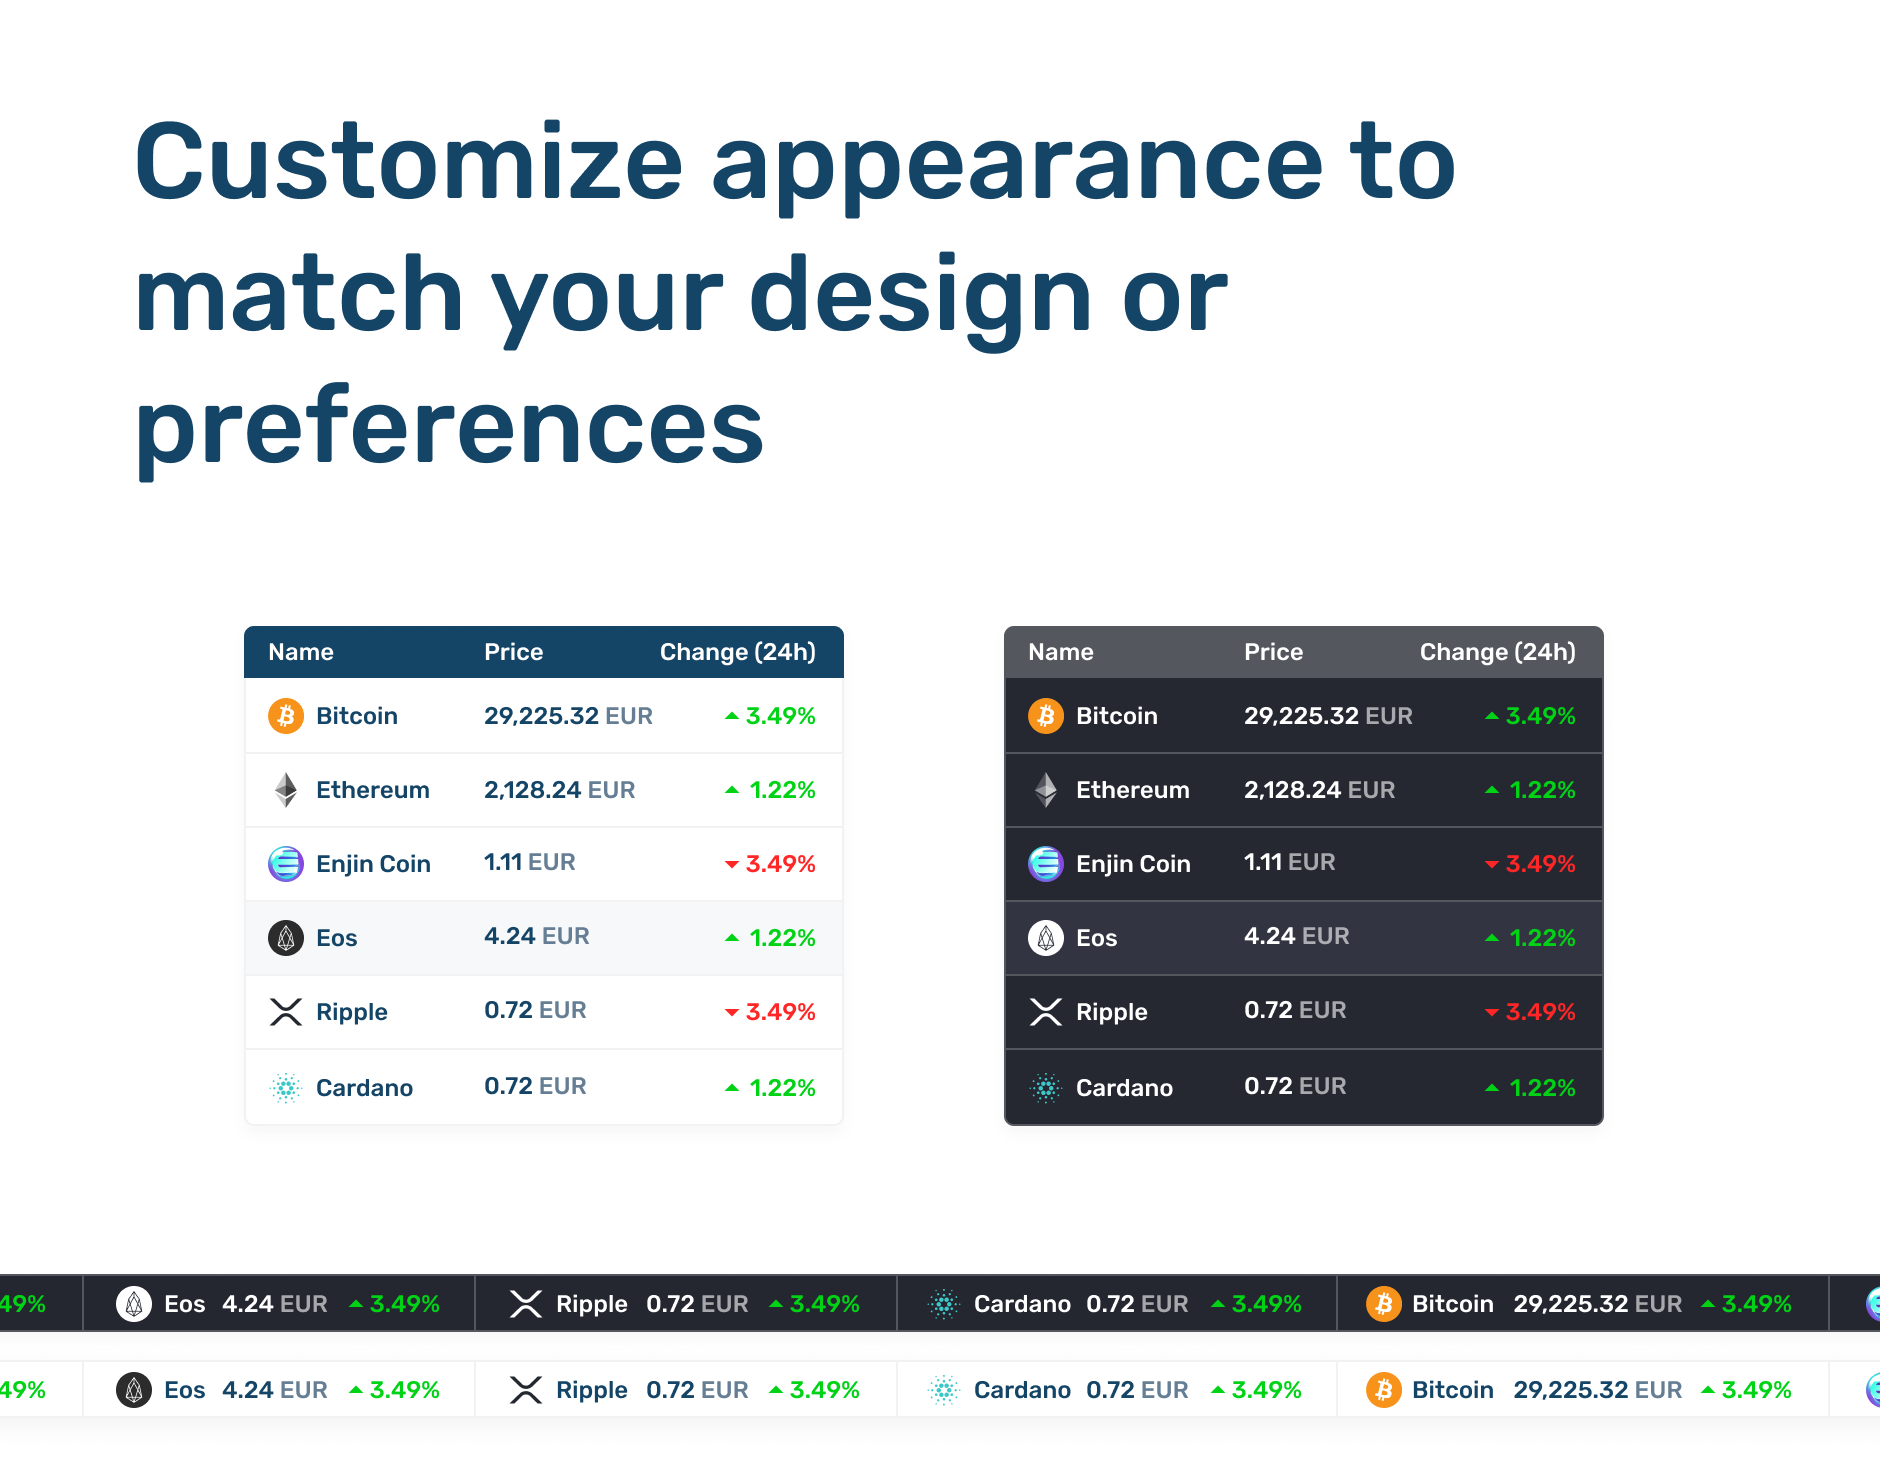 Customize appearance to
match your design or
preferences
Name Price Change (24h)
Bitcoin 29,225.32 EUR 3.49%
Ethereum 2,128.24 EUR 1.22%
Enjin Coin 1.11 EUR 3.49%
Eos 4.24 EUR 1.22%
Ripple 0.72 EUR 3.49%
Cardano 0.72 EUR 1.22%
Name Price Change (24h)
Bitcoin 29,225.32 EUR 3.49%
Ethereum 2,128.24 EUR 1.22%
Enjin Coin 1.11 EUR 3.49%
Eos 4.24 EUR 1.22%
Ripple 0.72 EUR 3.49%
Cardano 0.72 EUR 1.22%
49% Eos 4.24 EUR 3.49% Ripple 0.72 EUR 3.49% Cardano 0.72 EUR 3.49% Bitcoin 29,225.32 EUR 3.49%
49% Eos 4.24 EUR 3.49% Ripple 0.72 EUR 3.49% Cardano 0.72 EUR 3.49% Bitcoin 29,225.32 EUR 3.49%